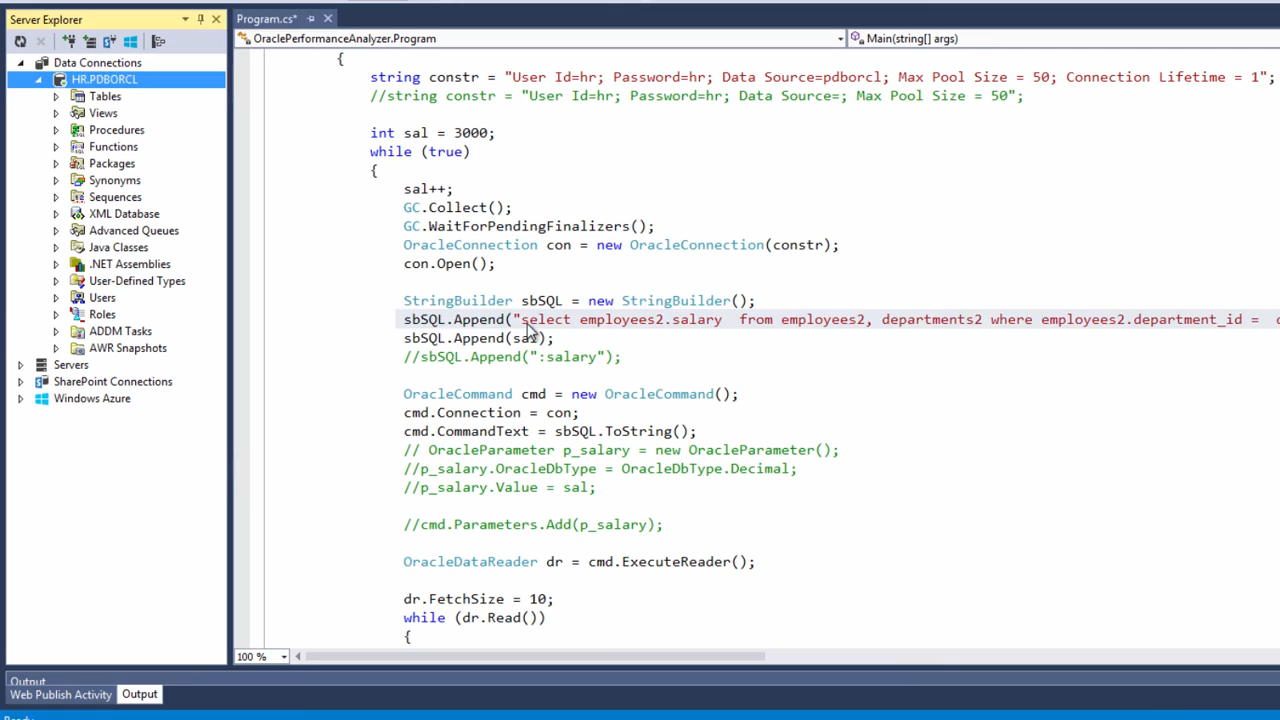 Server Explorer
Program.cs*
OraclePerformanceAnalyzer.Program
Main(string[] args)
Data Connections
HR.PDBORCL
Tables
Views
Procedures
Functions
Packages
Synonyms
Sequences
XML Database
Advanced Queues
Java Classes
.NET Assemblies
User-Defined Types
Users
Roles
ADDM Tasks
AWR Snapshots
Servers
SharePoint Connections
Windows Azure
{
string constr = "User Id=hr; Password=hr; Data Source=pdborcl; Max Pool Size = 50; Connection Lifetime = 1";
//string constr = "User Id=hr; Password=hr; Data Source=; Max Pool Size = 50";
int sal = 3000;
while (true)
{
sal++;
GC.Collect();
GC.WaitForPendingFinalizers();
OracleConnection con = new OracleConnection(constr);
con.Open();
StringBuilder sbSQL = new StringBuilder();
sbSQL.Append("select employees2.salary  from employees2, departments2 where employees2.department_id =
sbSQL.Append(sal);
//sbSQL.Append(":salary");
OracleCommand cmd = new OracleCommand();
cmd.Connection = con;
cmd.CommandText = sbSQL.ToString();
// OracleParameter p_salary = new OracleParameter();
//p_salary.OracleDbType = OracleDbType.Decimal;
//p_salary.Value = sal;
//cmd.Parameters.Add(p_salary);
OracleDataReader dr = cmd.ExecuteReader();
dr.FetchSize = 10;
while (dr.Read())
{
100 %
Output
Web Publish Activity
Output